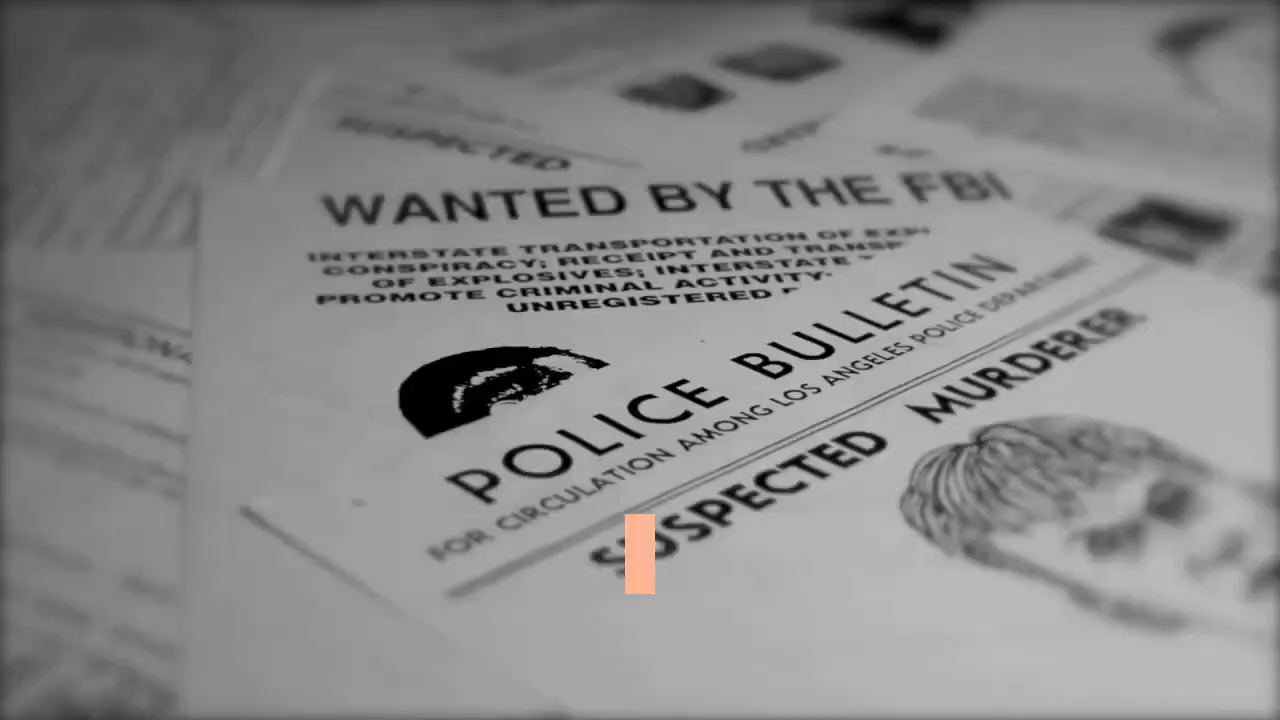 SUSPECTED
WANTED BY THE FBI
INTERSTATE TRANSPORTATION OF
CONSPIRACY; RECEIPT AND
OF EXPLOSIVES; INTERSTATE
PROMOTE CRIMINAL ACTIVITY;
UNREGISTERED
POLICE BULLETIN
FOR CIRCULATION AMONG LOS ANGELES POLICE DEPARTMENT
SUSPECTED MURDERER